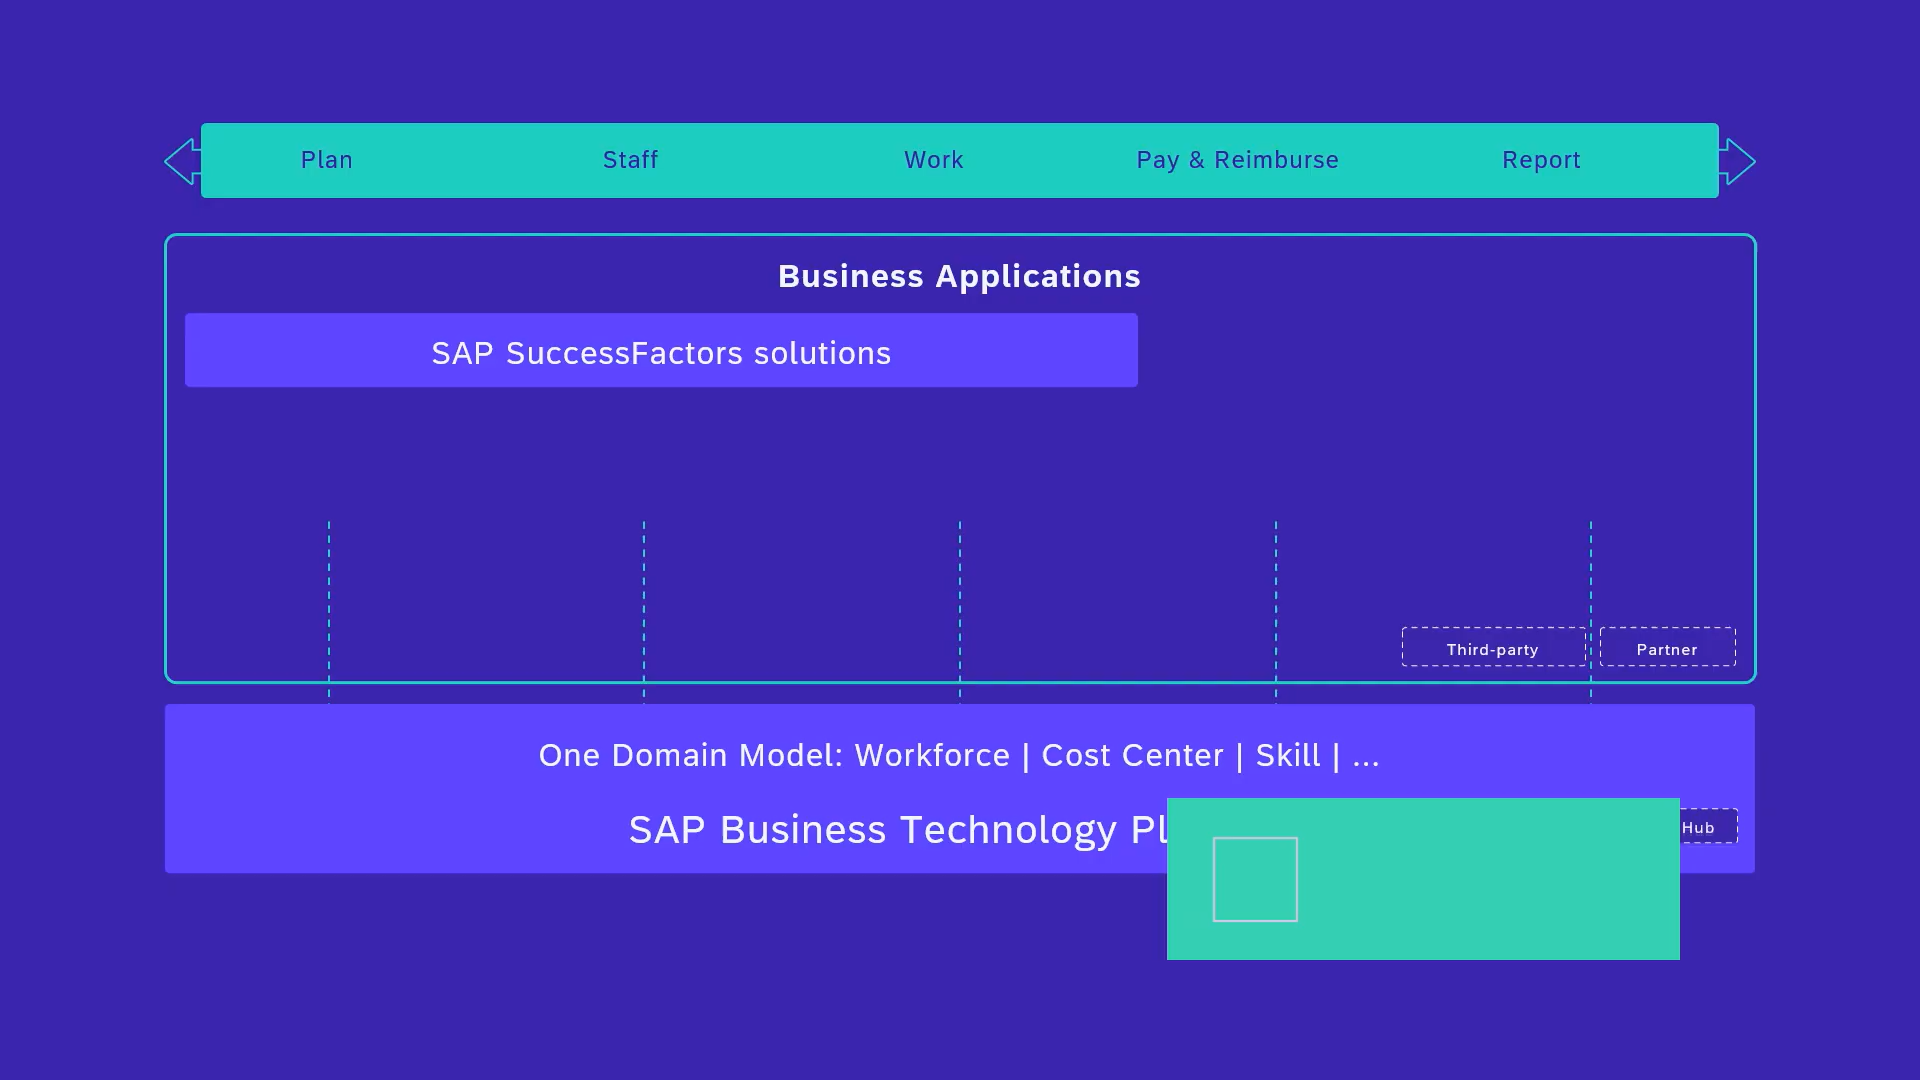 Plan Staff Work Pay & Reimburse Report
Business Applications
SAP SuccessFactors solutions
Third-party Partner
One Domain Model: Workforce | Cost Center | Skill | ...
SAP Business Technology
Hub